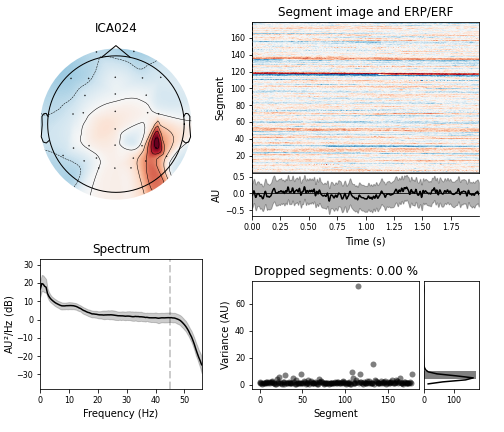 ICA024
Segment image and ERP/ERF
Segment
160
140
120
100
80
60
40
20
AU
0.5
0.0
−0.5
0.00 0.25 0.50 0.75 1.00 1.25 1.50 1.75
Time (s)
Spectrum
AU²/Hz (dB)
30
20
10
0
−10
−20
−30
0 10 20 30 40 50
Frequency (Hz)
Dropped segments: 0.00 %
Variance (AU)
60
40
20
0
0 50 100 150
Segment
0 100